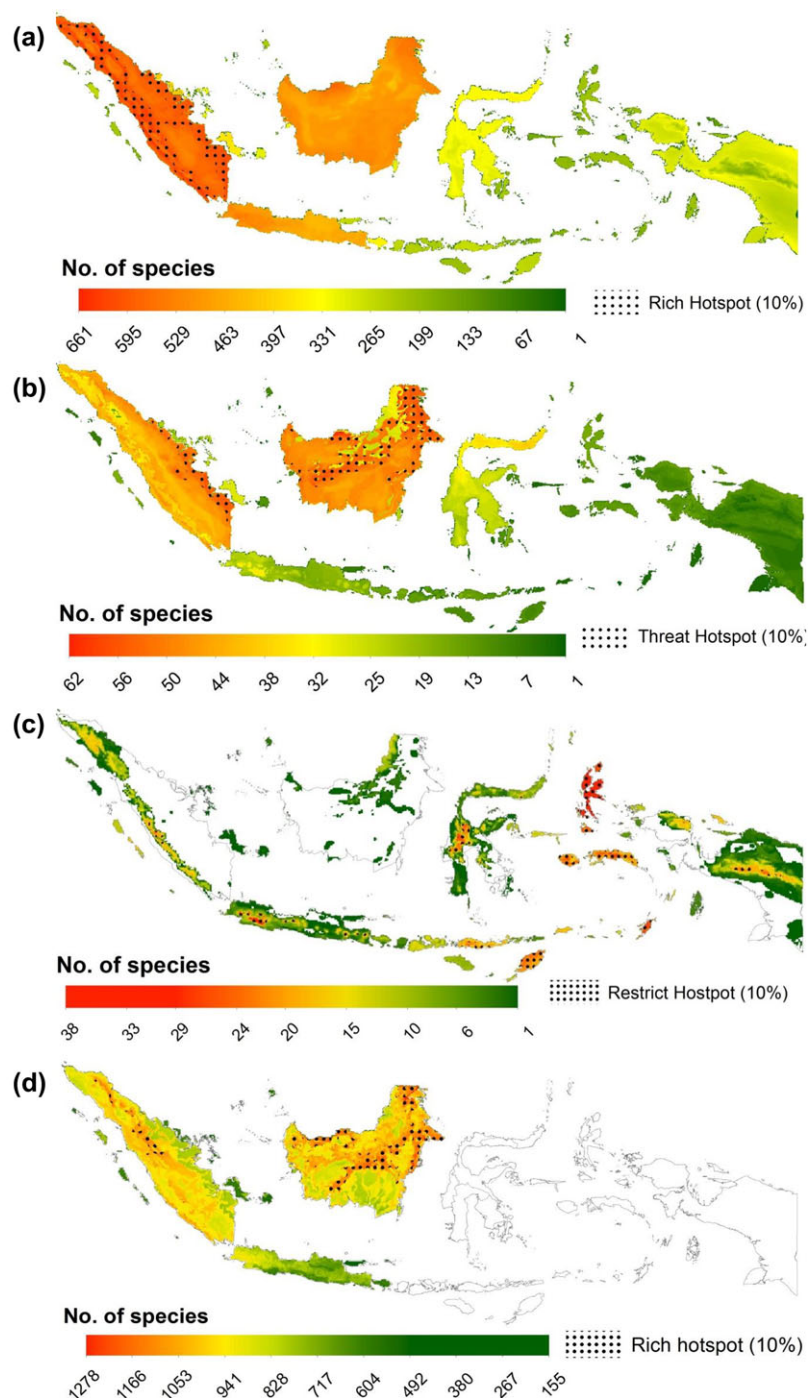 (a)
No. of species
661 595 529 463 397 331 265 199 133 67 1
Rich Hotspot (10%)
(b)
No. of species
62 56 50 44 38 32 25 19 13 7 1
Threat Hotspot (10%)
(c)
No. of species
38 33 29 24 20 15 10 6 1
Restrict Hostpot (10%)
(d)
No. of species
1278 1166 1053 941 828 717 604 492 380 267 155
Rich hotspot (10%)